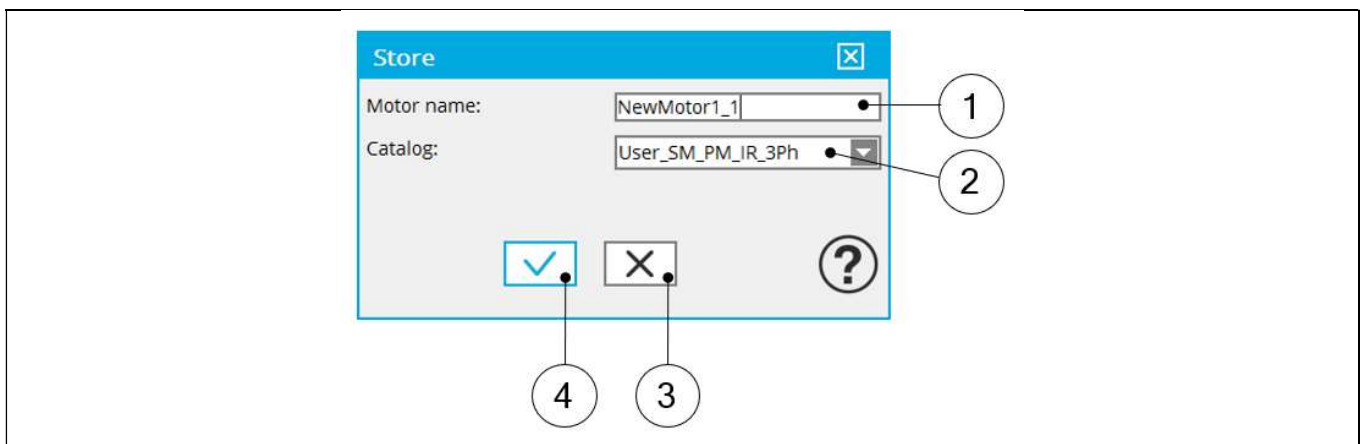 Store
Motor name: NewMotor1_1 1
Catalog: User_SM_PM_IR_3Ph 2
?
4 3